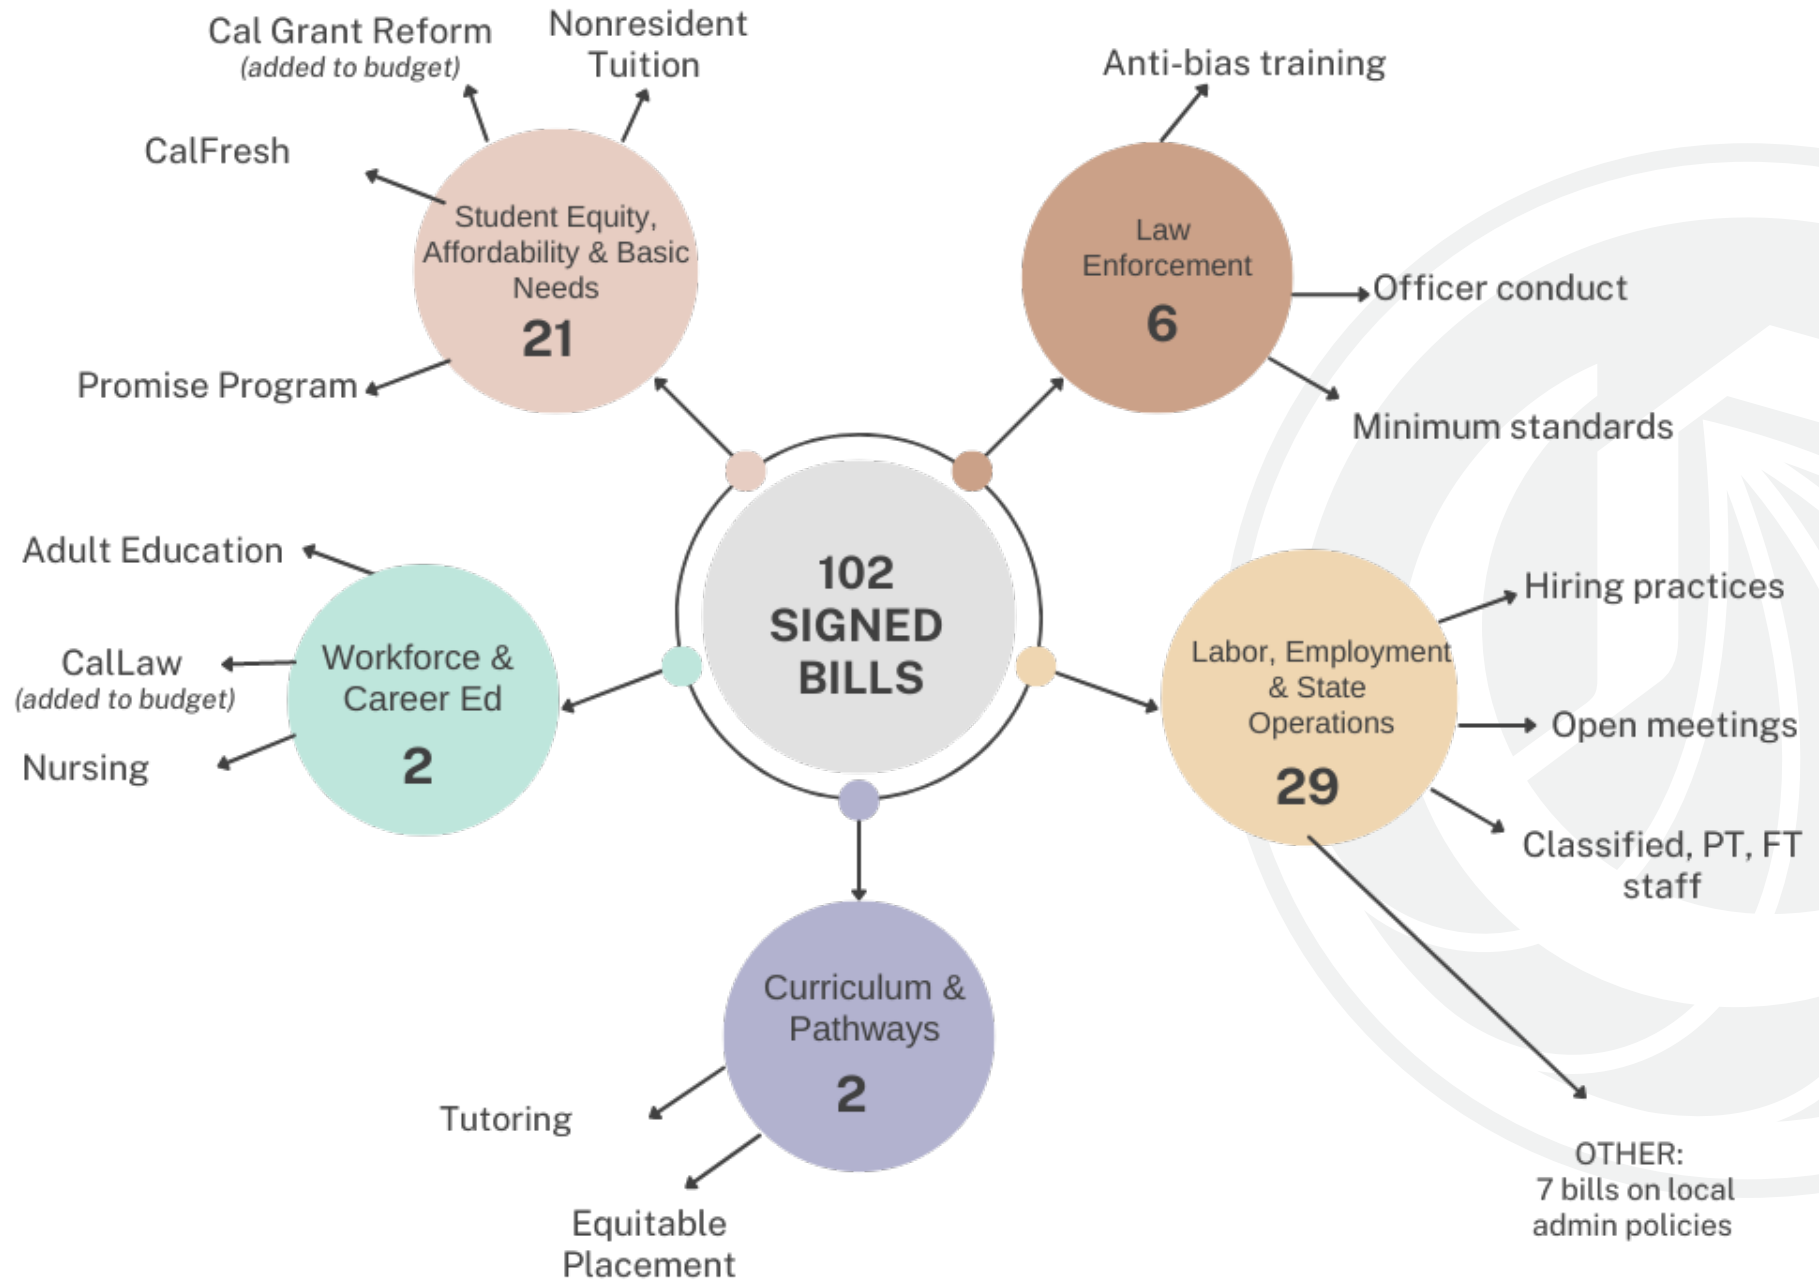 Cal Grant Reform
(added to budget)
Nonresident
Tuition
CalFresh
Student Equity,
Affordability & Basic
Needs
21
Promise Program
Anti-bias training
Law
Enforcement
6
Officer conduct
Minimum standards
102
SIGNED
BILLS
Adult Education
CalLaw
(added to budget)
Nursing
Workforce &
Career Ed
2
Labor, Employment
& State
Operations
29
Hiring practices
Open meetings
Classified, PT, FT
staff
OTHER:
7 bills on local
admin policies
Curriculum &
Pathways
2
Tutoring
Equitable
Placement